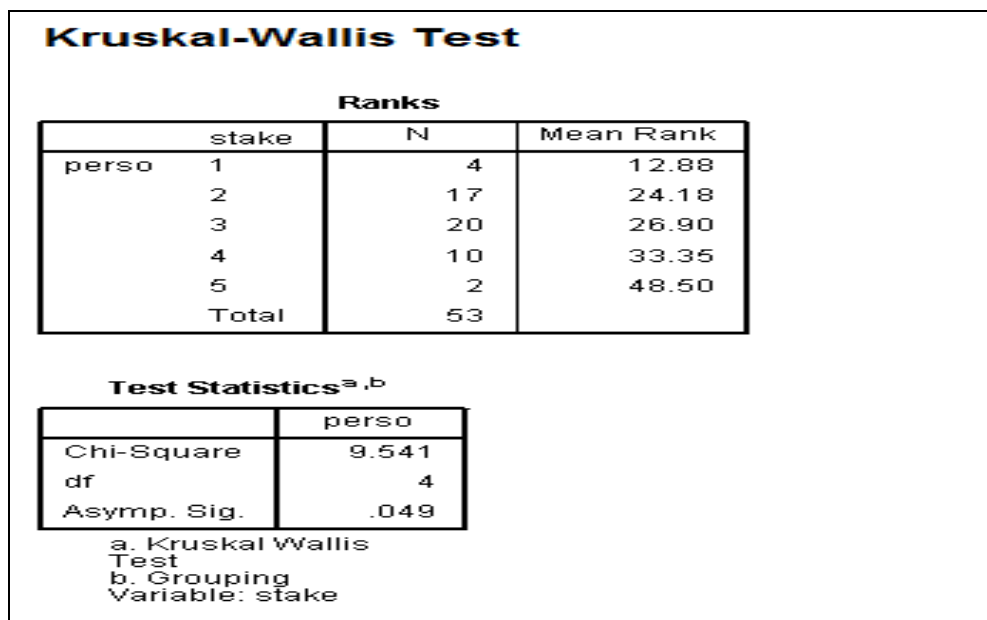 Kruskal-Wallis Test
Ranks
stake N Mean Rank
perso 1 4 12.88
2 17 24.18
3 20 26.90
4 10 33.35
5 2 48.50
Total 53
Test Statisticsa,b
perso
Chi-Square 9.541
df 4
Asymp. Sig. .049
a. Kruskal Wallis
Test
b. Grouping
Variable: stake